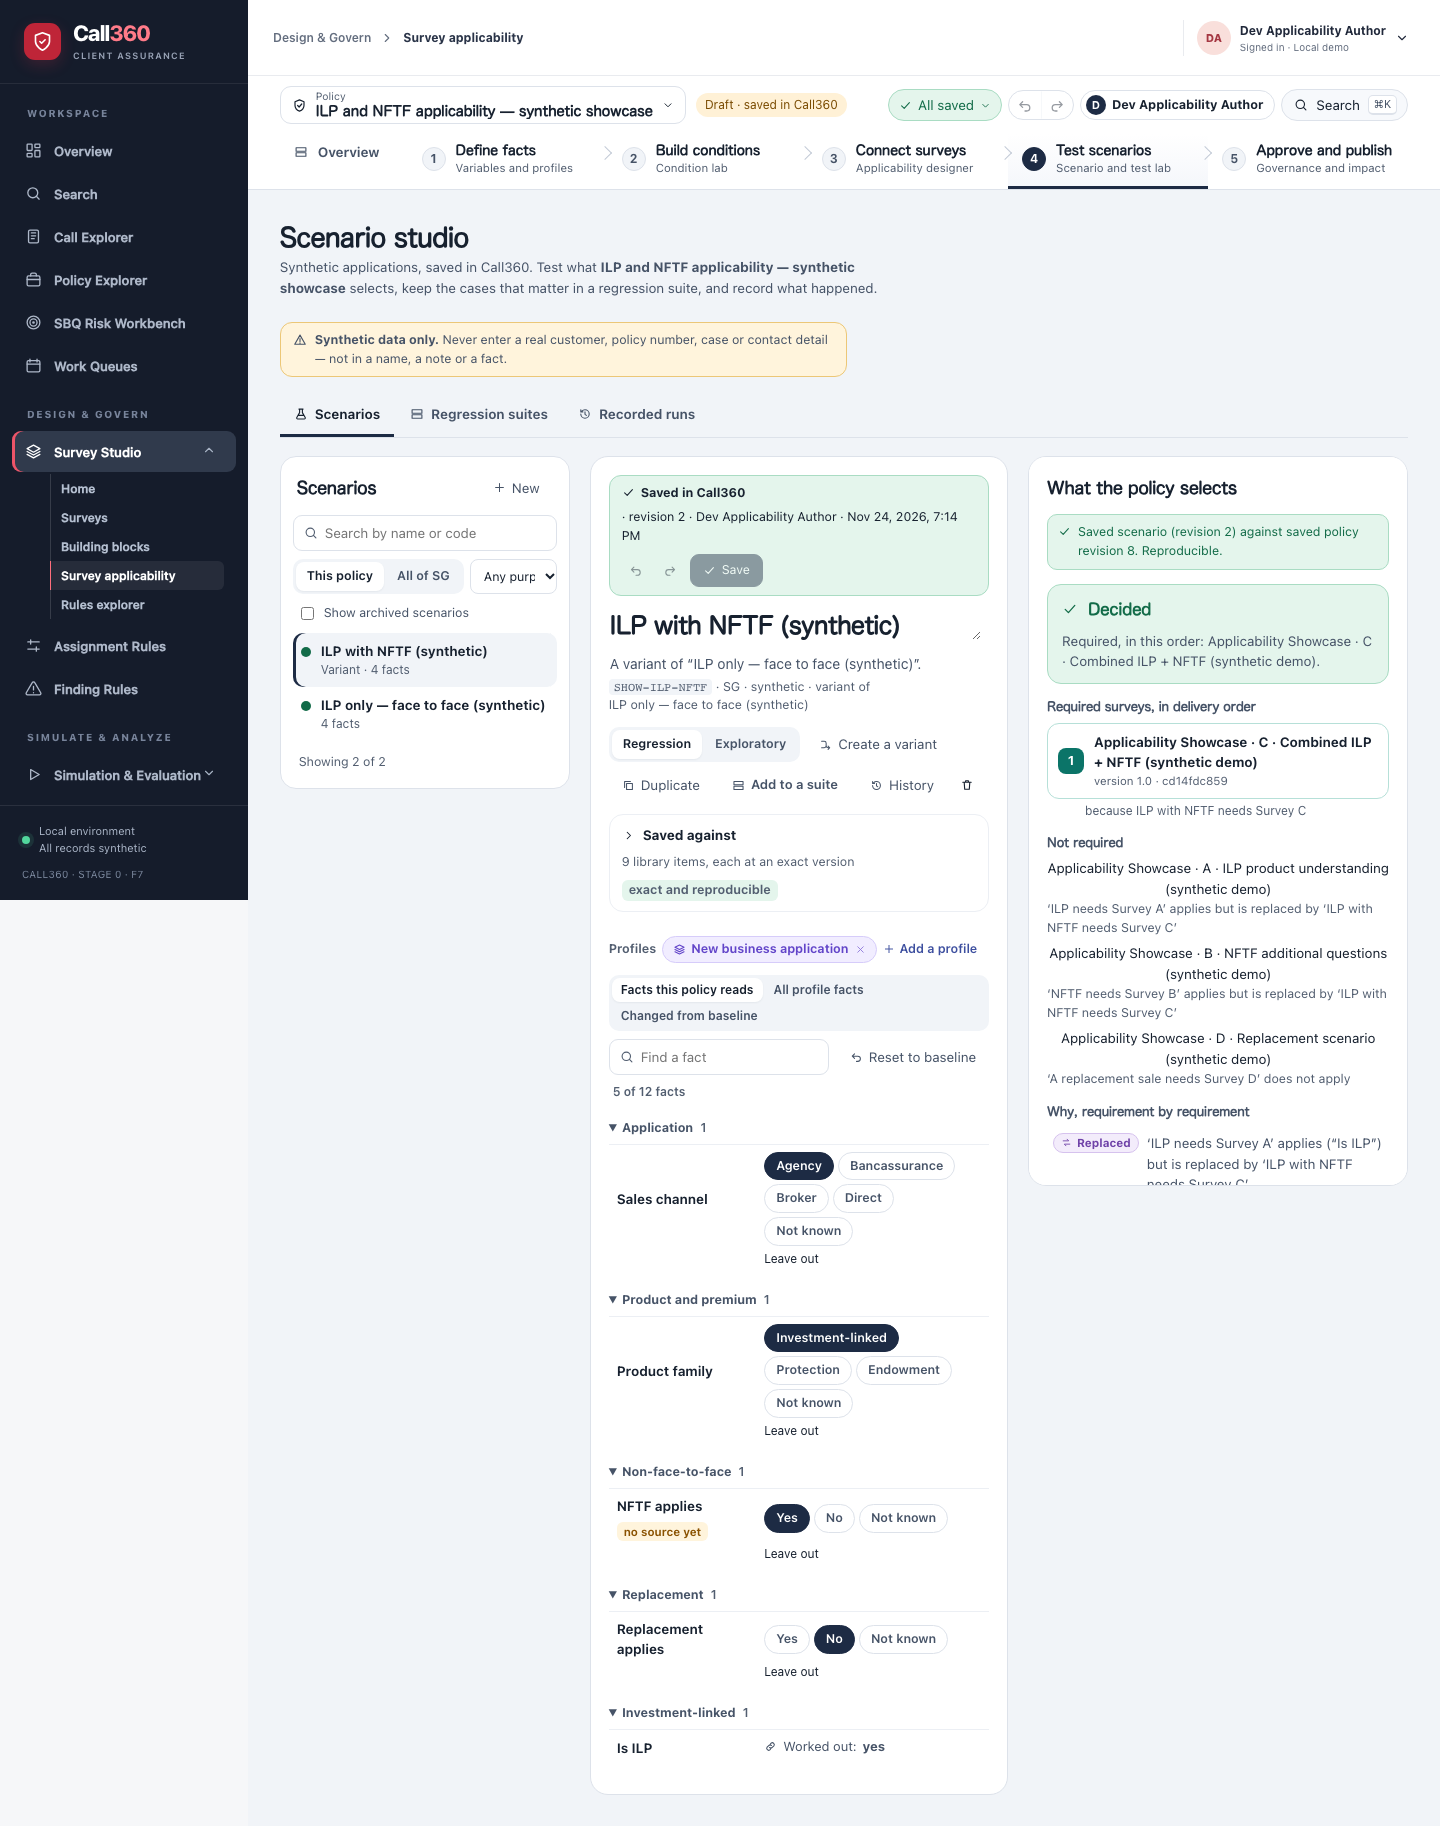 Call360
CLIENT ASSURANCE
WORKSPACE
Overview
Search
Call Explorer
Policy Explorer
SBQ Risk Workbench
Work Queues
DESIGN & GOVERN
Survey Studio
Home
Surveys
Building blocks
Survey applicability
Rules explorer
Assignment Rules
Finding Rules
SIMULATE & ANALYZE
Simulation & Evaluation
Local environment
All records synthetic
CALL360 · STAGE 0 · F7
Design & Govern
Survey applicability
DA
Dev Applicability Author
Signed in · Local demo
Policy
ILP and NFTF applicability — synthetic showcase
Draft · saved in Call360
All saved
D
Dev Applicability Author
Search
⌘K
Overview
1
Define facts
Variables and profiles
2
Build conditions
Condition lab
3
Connect surveys
Applicability designer
4
Test scenarios
Scenario and test lab
5
Approve and publish
Governance and impact
Scenario studio
Synthetic applications, saved in Call360. Test what ILP and NFTF applicability — synthetic
showcase selects, keep the cases that matter in a regression suite, and record what happened.
Synthetic data only. Never enter a real customer, policy number, case or contact detail
— not in a name, a note or a fact.
Scenarios
Regression suites
Recorded runs
Scenarios
New
Search by name or code
This policy
All of SG
Any purp
Show archived scenarios
ILP with NFTF (synthetic)
Variant · 4 facts
ILP only — face to face (synthetic)
4 facts
Showing 2 of 2
Saved in Call360
· revision 2 · Dev Applicability Author · Nov 24, 2026, 7:14
PM
Save
ILP with NFTF (synthetic)
A variant of “ILP only — face to face (synthetic)”.
SHOW-ILP-NFTF · SG · synthetic · variant of
ILP only — face to face (synthetic)
Regression
Exploratory
Create a variant
Duplicate
Add to a suite
History
Saved against
9 library items, each at an exact version
exact and reproducible
Profiles
New business application
Add a profile
Facts this policy reads
All profile facts
Changed from baseline
Find a fact
Reset to baseline
5 of 12 facts
Application 1
Sales channel
Agency
Bancassurance
Broker
Direct
Not known
Leave out
Product and premium 1
Product family
Investment-linked
Protection
Endowment
Not known
Leave out
Non-face-to-face 1
NFTF applies
no source yet
Yes
No
Not known
Leave out
Replacement 1
Replacement
applies
Yes
No
Not known
Leave out
Investment-linked 1
Is ILP
Worked out: yes
What the policy selects
Saved scenario (revision 2) against saved policy
revision 8. Reproducible.
Decided
Required, in this order: Applicability Showcase · C
· Combined ILP + NFTF (synthetic demo).
Required surveys, in delivery order
1
Applicability Showcase · C · Combined ILP
+ NFTF (synthetic demo)
version 1.0 · cd14fdc859
because ILP with NFTF needs Survey C
Not required
Applicability Showcase · A · ILP product understanding
(synthetic demo)
‘ILP needs Survey A’ applies but is replaced by ‘ILP with
NFTF needs Survey C’
Applicability Showcase · B · NFTF additional questions
(synthetic demo)
‘NFTF needs Survey B’ applies but is replaced by ‘ILP with
NFTF needs Survey C’
Applicability Showcase · D · Replacement scenario
(synthetic demo)
‘A replacement sale needs Survey D’ does not apply
Why, requirement by requirement
Replaced
‘ILP needs Survey A’ applies (“Is ILP”)
but is replaced by ‘ILP with NFTF
needs Survey C’